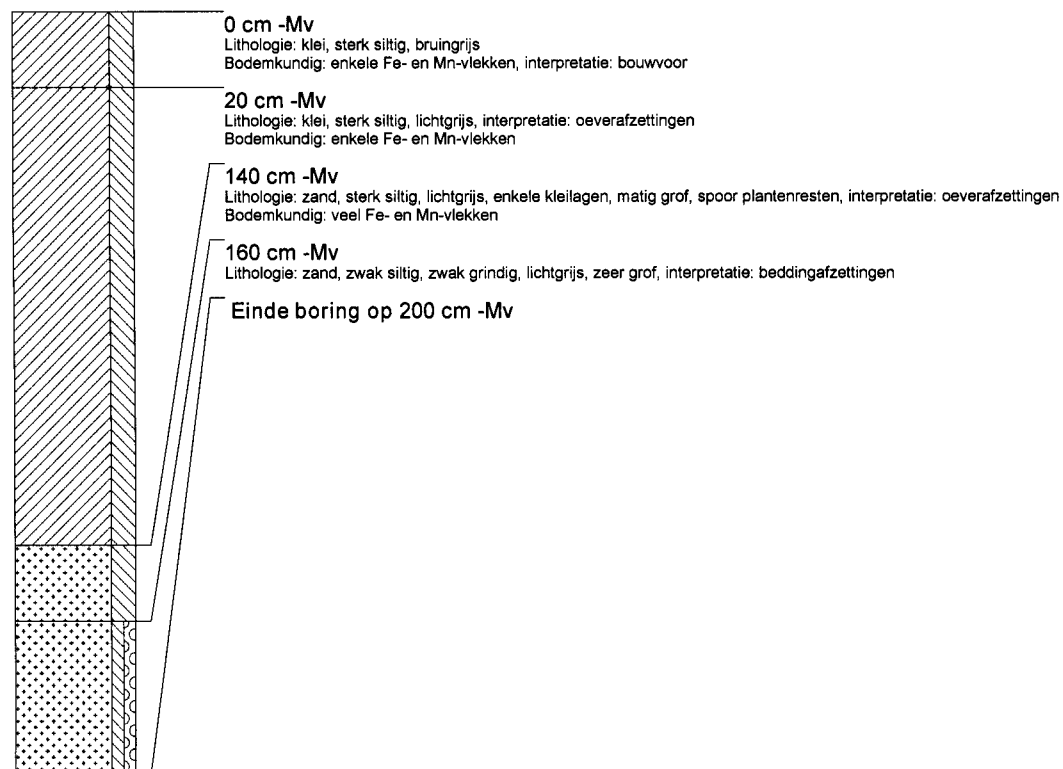 0 cm -Mv
Lithologie: klei, sterk siltig, bruingrijs
Bodemkundig: enkele Fe- en Mn-vlekken, interpretatie: bouwvoor
20 cm -Mv
Lithologie: klei, sterk siltig, lichtgrijs, interpretatie: oeverafzettingen
Bodemkundig: enkele Fe- en Mn-vlekken
140 cm -Mv
Lithologie: zand, sterk siltig, lichtgrijs, enkele kleilagen, matig grof, spoor plantenresten, interpretatie: oeverafzettingen
Bodemkundig: veel Fe- en Mn-vlekken
160 cm -Mv
Lithologie: zand, zwak siltig, zwak grindig, lichtgrijs, zeer grof, interpretatie: beddingafzettingen
Einde boring op 200 cm -Mv